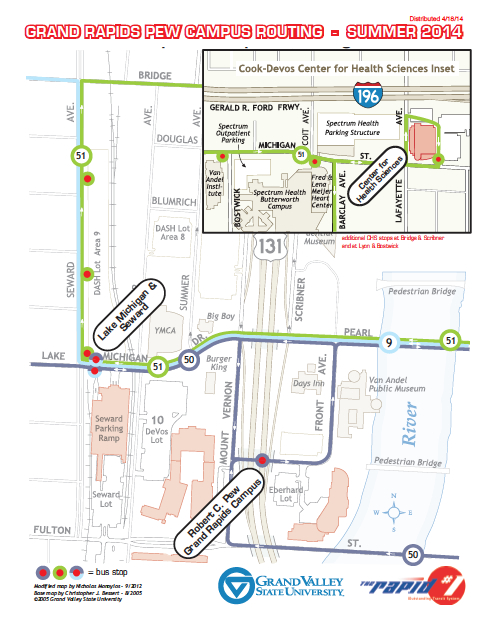 Distributed 4/18/14
GRAND RAPIDS PEW CAMPUS ROUTING - SUMMER 2014
Cook-Devos Center for Health Sciences Inset
196
GERALD R. FORD FRWY.
COIT AVE.
AVE.
Spectrum
Outpatient
Parking
Spectrum Health
Parking Structure
MICHIGAN
51
ST.
Van
Andel
Insti-
tute
BOSTWICK
Spectrum Health
Butterworth
Campus
Fred &
Lena
Meijer
Heart
Center
BARCLAY AVE.
Center for
Health Sciences
LAFAYETTE
additional CHS stops at Bridge & Scribner
and at Lyon & Bostwick
BRIDGE
AVE.
AVE.
DOUGLAS
51
BLUMRICH
DASH Lot
Area 8
DASH Lot Area 9
SEWARD
SUMMER
131
Museum
SCRIBNER
Pedestrian Bridge
Lake Michigan &
Seward
YMCA
Big Boy
DR.
PEARL
9
51
LAKE
MICHIGAN
51
50
Burger
King
MOUNT VERNON
Days Inn
FRONT AVE.
Van Andel
Public Museum
River
Seward
Parking
Ramp
10
DeVos
Lot
Pedestrian Bridge
Seward
Lot
Robert C. Pew
Grand Rapids Campus
Eberhard
Lot
N
W
E
S
FULTON
ST.
50
= bus stop
Modified map by Nicholas Monoyios - 9/2012
Base map by Christopher J. Bessert - 8/2005
©2005 Grand Valley State University
GRAND VALLEY
STATE UNIVERSITY.
THE rapid
#1